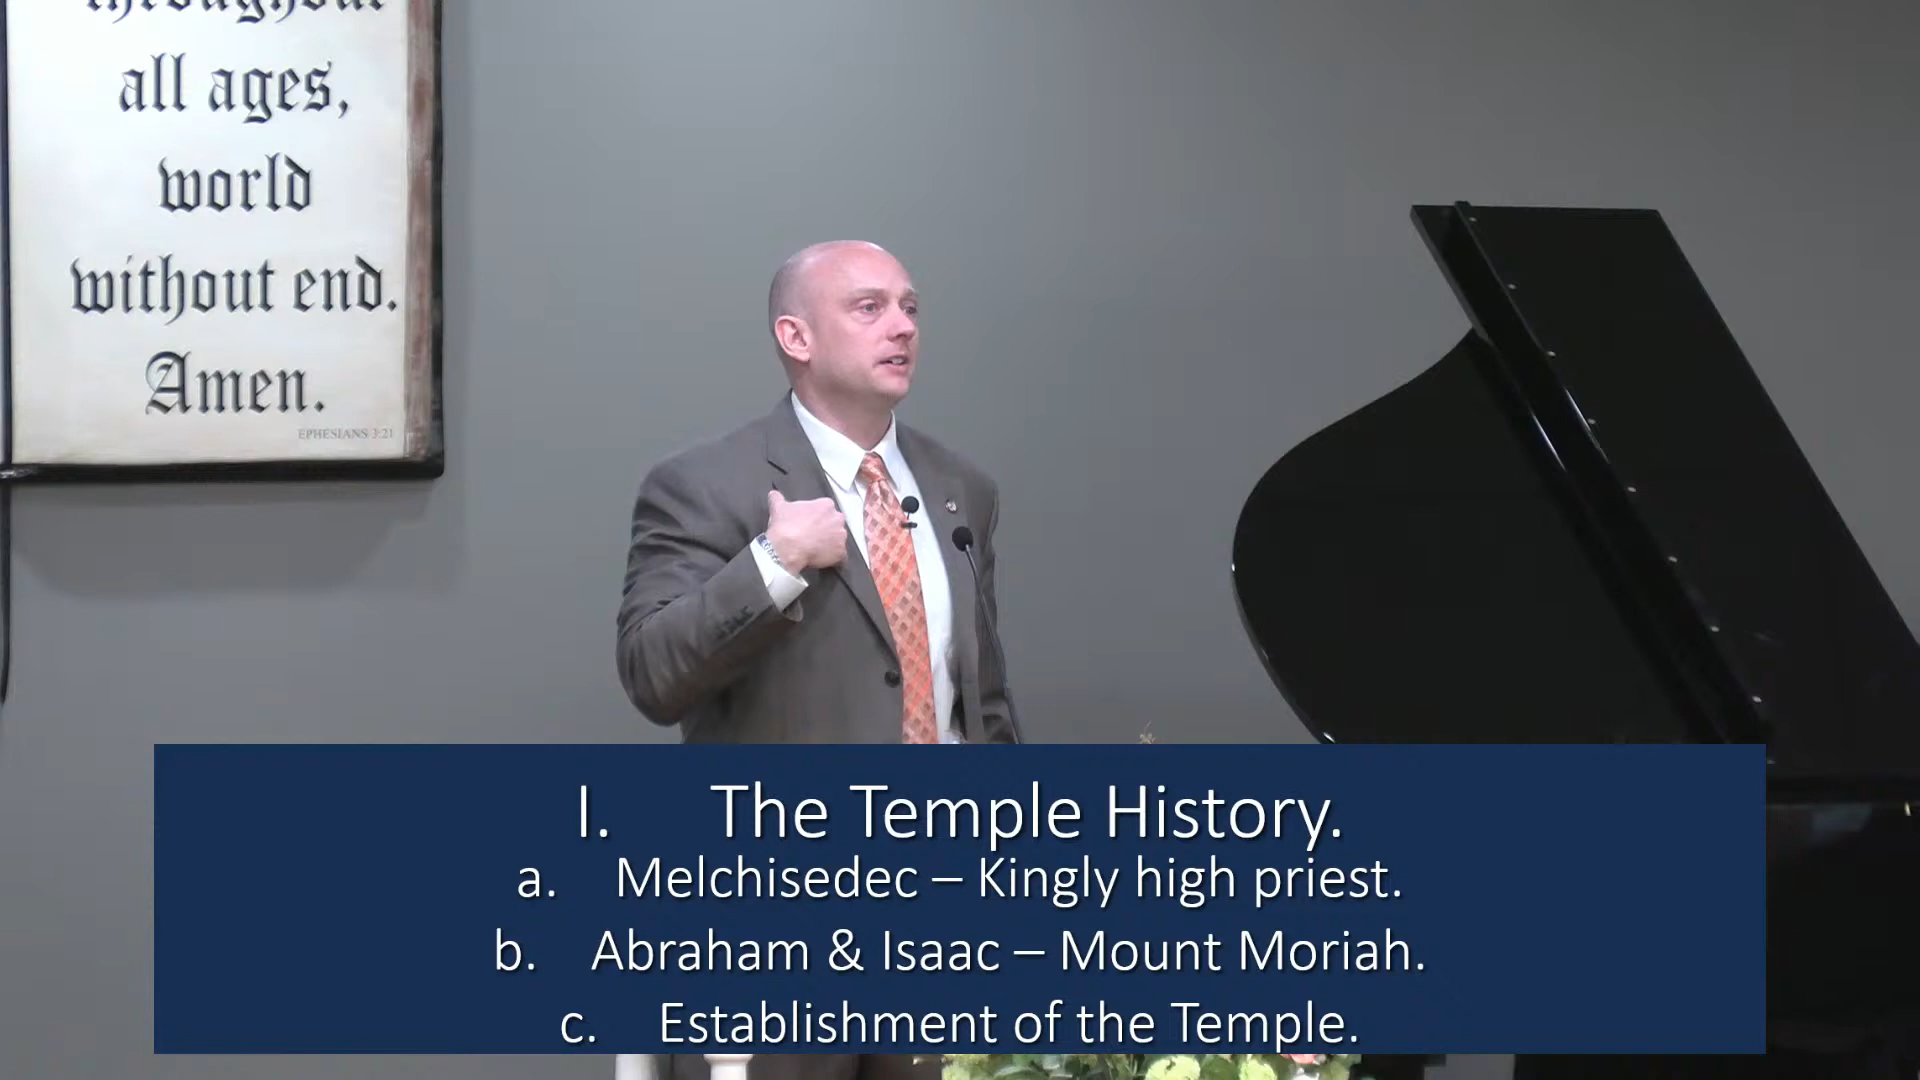 throughout
all ages,
world
without end.
Amen.
EPHESIANS 3:21
I. The Temple History.
a. Melchisedec – Kingly high priest.
b. Abraham & Isaac – Mount Moriah.
c. Establishment of the Temple.